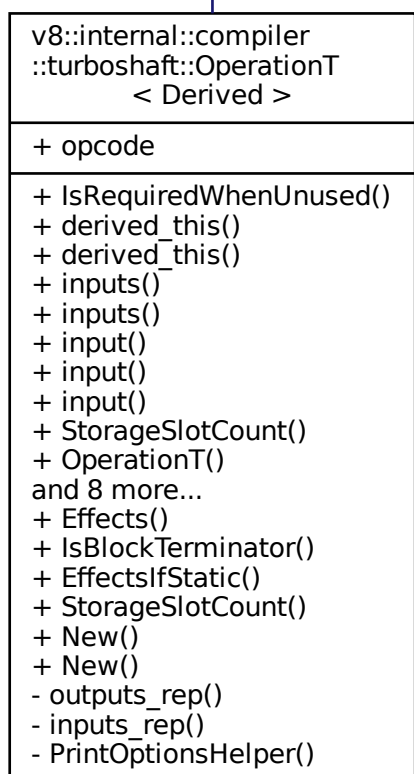 v8::internal::compiler
::turboshaft::OperationT
< Derived >
+ opcode
+ IsRequiredWhenUnused()
+ derived_this()
+ derived_this()
+ inputs()
+ inputs()
+ input()
+ input()
+ input()
+ StorageSlotCount()
+ OperationT()
and 8 more...
+ Effects()
+ IsBlockTerminator()
+ EffectsIfStatic()
+ StorageSlotCount()
+ New()
+ New()
- outputs_rep()
- inputs_rep()
- PrintOptionsHelper()